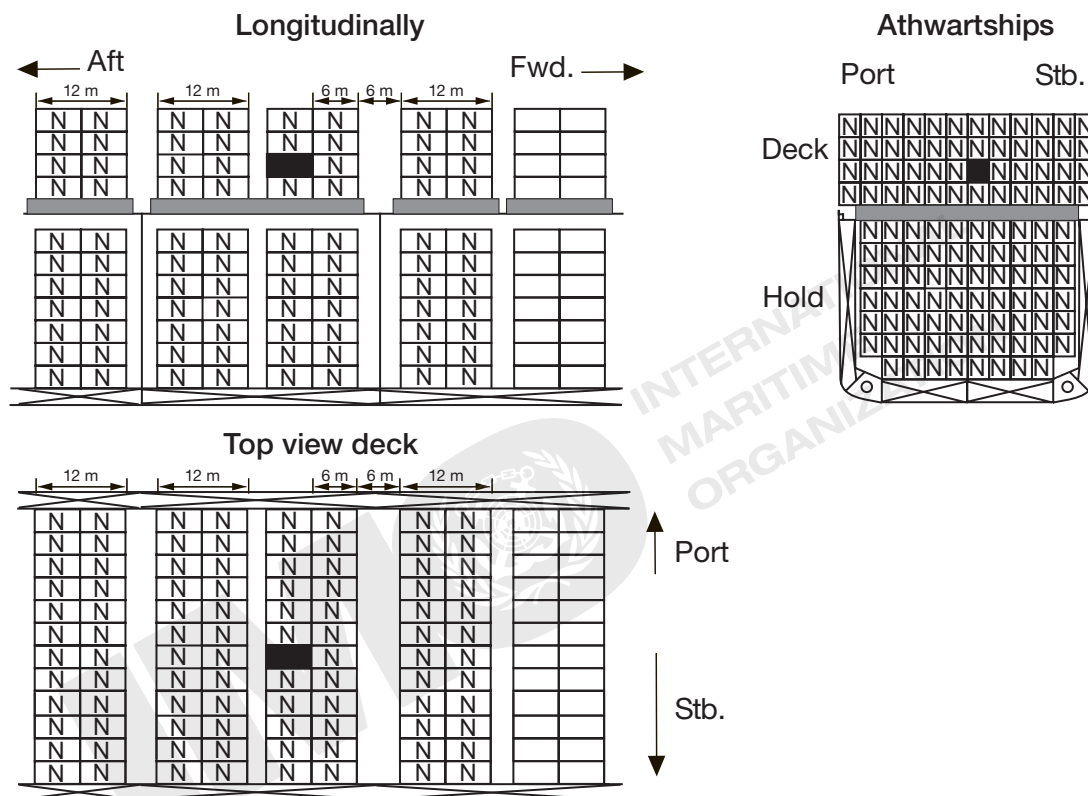 Longitudinally
Aft
Fwd.
12 m 12 m 6 m 6 m 12 m
N N N N N N N N
N N N N N N N N
N N N N N N N
N N N N N N N N
N N N N N N N N
N N N N N N N N
N N N N N N N N
N N N N N N N N
N N N N N N N N
N N N N N N N N
N N N N N N N N
Athwartships
Port Stb.
Deck
N N N N N N N N N N N N
N N N N N N N N N N N N
N N N N N N N N N N N
N N N N N N N N N N N N
Hold
N N N N N N N N N N
N N N N N N N N N N
N N N N N N N N N N
N N N N N N N N N N
N N N N N N N N N N
N N N N N N N N N N
N N N N N N N N
Top view deck
12 m 12 m 6 m 6 m 12 m
N N N N N N N N
N N N N N N N N
N N N N N N N N
N N N N N N N N
N N N N N N N N
N N N N N N N N
N N N N N N N
N N N N N N N N
N N N N N N N N
N N N N N N N N
N N N N N N N N
N N N N N N N N
Port
Stb.
IMO
INTERNATIONAL
MARITIME
ORGANIZATION